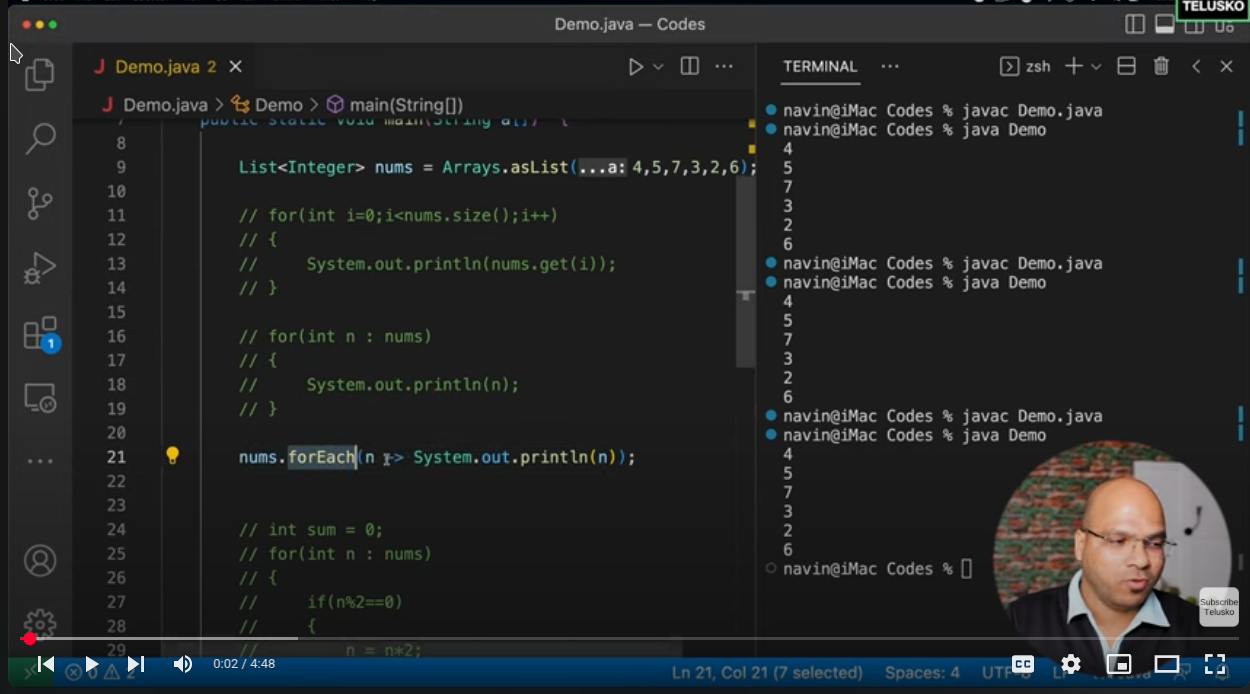 TELUSKO
Demo.java — Codes
J Demo.java 2
J Demo.java > Demo > main(String[])
7 public static void main(String a[]) {
8
9 List<Integer> nums = Arrays.asList(...a: 4,5,7,3,2,6);
10
11 // for(int i=0;i<nums.size();i++)
12 // {
13 //     System.out.println(nums.get(i));
14 // }
15
16 // for(int n : nums)
17 // {
18 //     System.out.println(n);
19 // }
20
21 nums.forEach(n -> System.out.println(n));
22
23
24 // int sum = 0;
25 // for(int n : nums)
26 // {
27 //     if(n%2==0)
28 //     {
29 //         n = n*2;
1
TERMINAL
zsh
navin@iMac Codes % javac Demo.java
navin@iMac Codes % java Demo
4
5
7
3
2
6
navin@iMac Codes % javac Demo.java
navin@iMac Codes % java Demo
4
5
7
3
2
6
navin@iMac Codes % javac Demo.java
navin@iMac Codes % java Demo
4
5
7
3
2
6
navin@iMac Codes %
Subscribe
Telusko
0:02 / 4:48
CC
0 2
Ln 21, Col 21 (7 selected) Spaces: 4